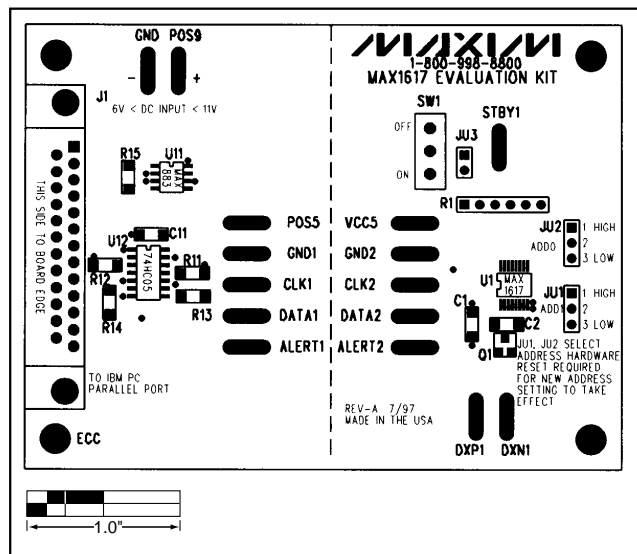 GND POS9
- +
6V < DC INPUT < 11V
J1
THIS SIDE TO BOARD EDGE
R15
U11
MAX
883
C11
U12
74HC05
R12
R14
R11
R13
POS5
GND1
CLK1
DATA1
ALERT1
TO IBM PC
PARALLEL PORT
ECC
MAXIM
1-800-998-8800
MAX1617 EVALUATION KIT
SW1
OFF
ON
JU3
STBY1
R1
VCC5
GND2
CLK2
DATA2
ALERT2
JU2
1 HIGH
ADD0 2
3 LOW
U1
MAX
1617
JU1
1 HIGH
ADD1 2
3 LOW
C1
C2
Q1
JU1, JU2 SELECT
ADDRESS HARDWARE
RESET REQUIRED
FOR NEW ADDRESS
SETTING TO TAKE
EFFECT
REV-A 7/97
MADE IN THE USA
DXP1 DXN1
1.0"